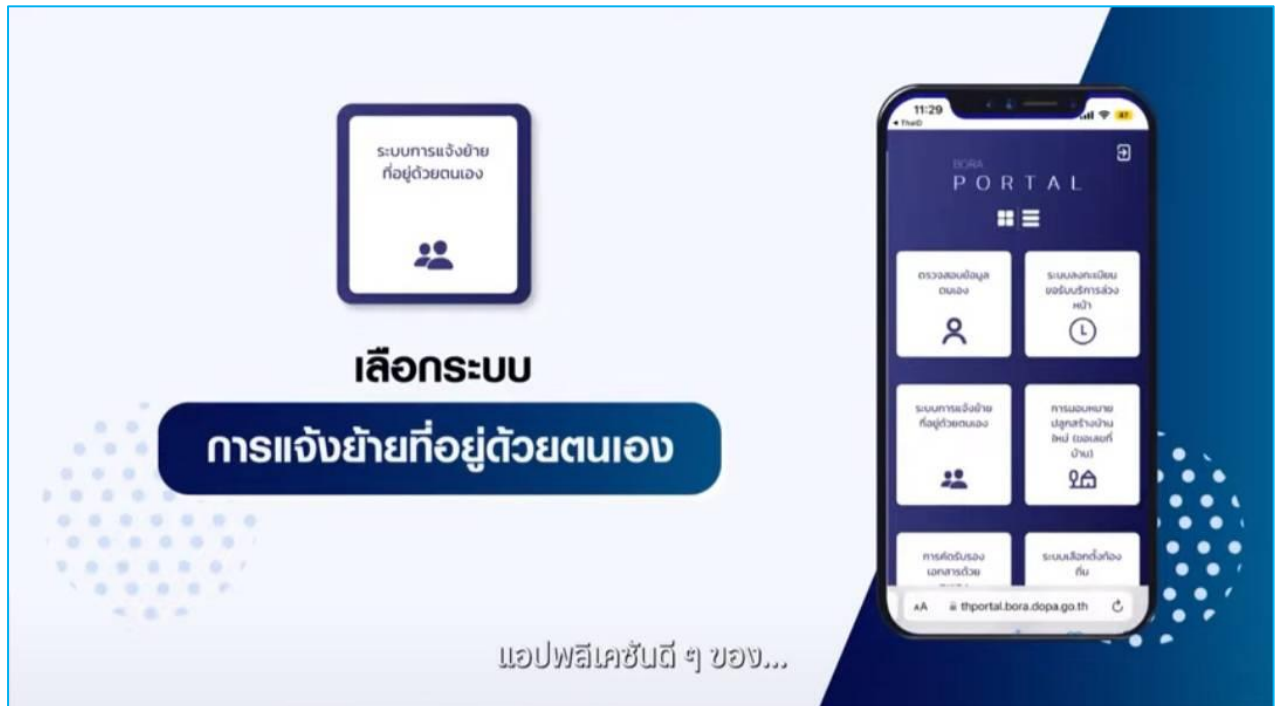 ระบบการแจ้งย้าย
ที่อยู่ด้วยตนเอง
เลือกระบบ
การแจ้งย้ายที่อยู่ด้วยตนเอง
แอปพลิเคชันดี ๆ ของ...
11:29
ThaiD
47
BORA
PORTAL
ตรวจสอบข้อมูล
ตนเอง
ระบบลงทะเบียน
ขอรับบริการล่วง
หน้า
ระบบการแจ้งย้าย
ที่อยู่ด้วยตนเอง
การมอบหมาย
ปลูกสร้างบ้าน
ใหม่ (ขอเลขที่
บ้าน)
การคัดรับรอง
เอกสารด้วย
ระบบเลือกตั้งท้อง
ถิ่น
AA thportal.bora.dopa.go.th